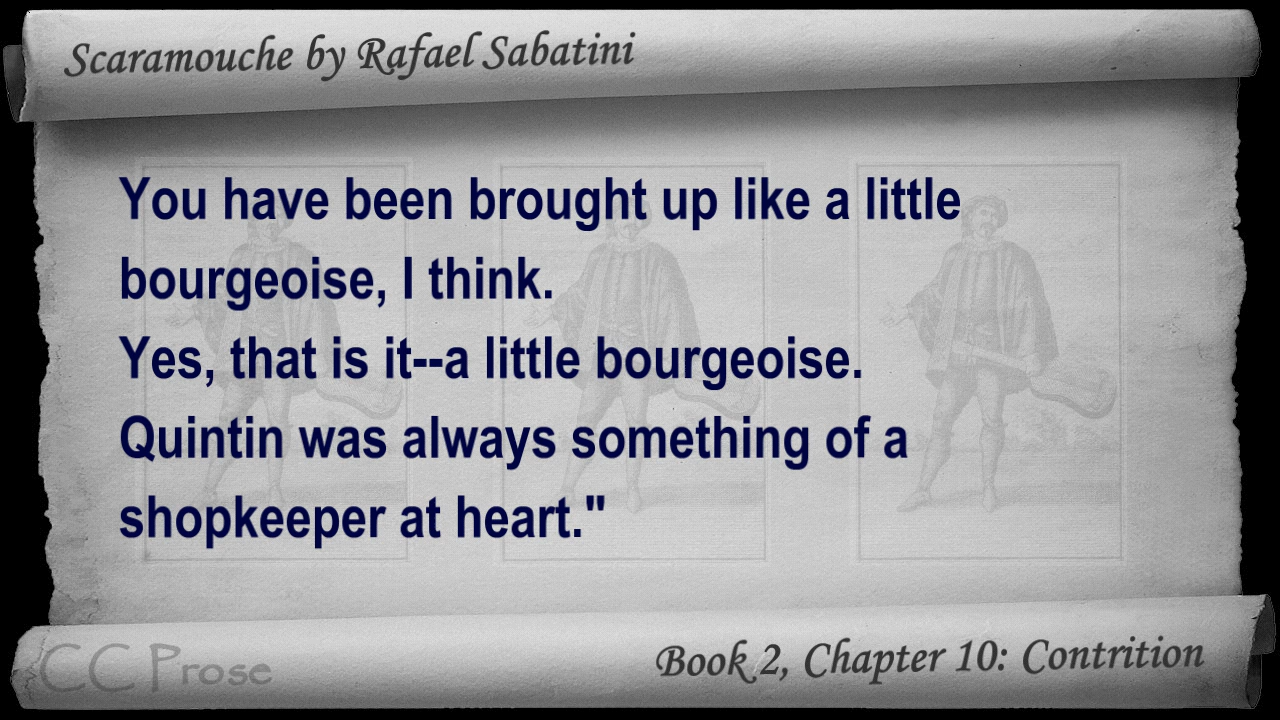 Scaramouche by Rafael Sabatini
You have been brought up like a little
bourgeoise, I think.
Yes, that is it--a little bourgeoise.
Quintin was always something of a
shopkeeper at heart."
CC Prose
Book 2, Chapter 10: Contrition